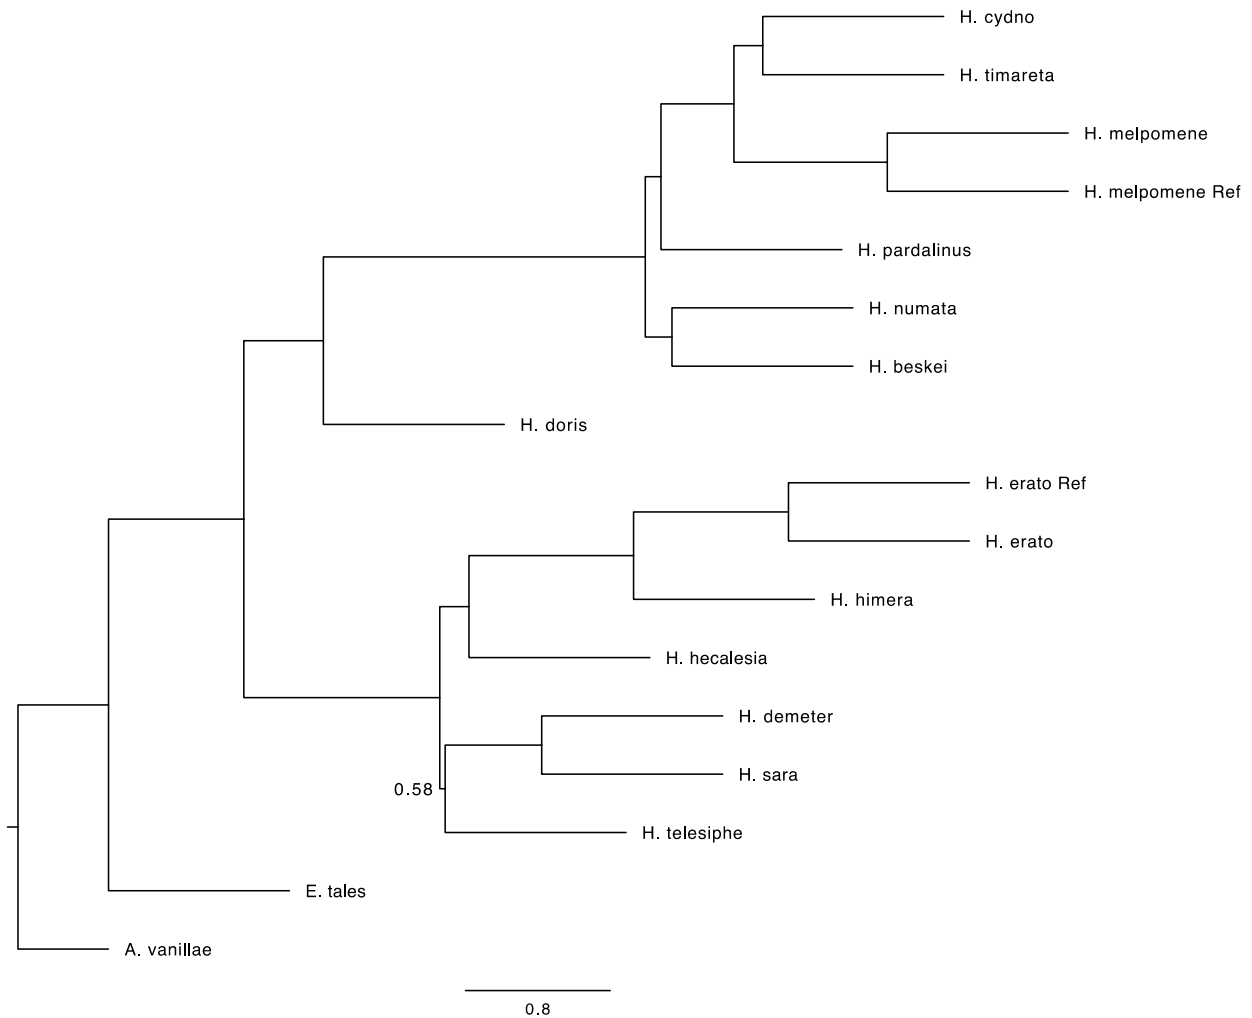 H. cydno
H. timareta
H. melpomene
H. melpomene Ref
H. pardalinus
H. numata
H. beskei
H. doris
H. erato Ref
H. erato
H. himera
H. hecalesia
H. demeter
H. sara
0.58
H. telesiphe
E. tales
A. vanillae
0.8